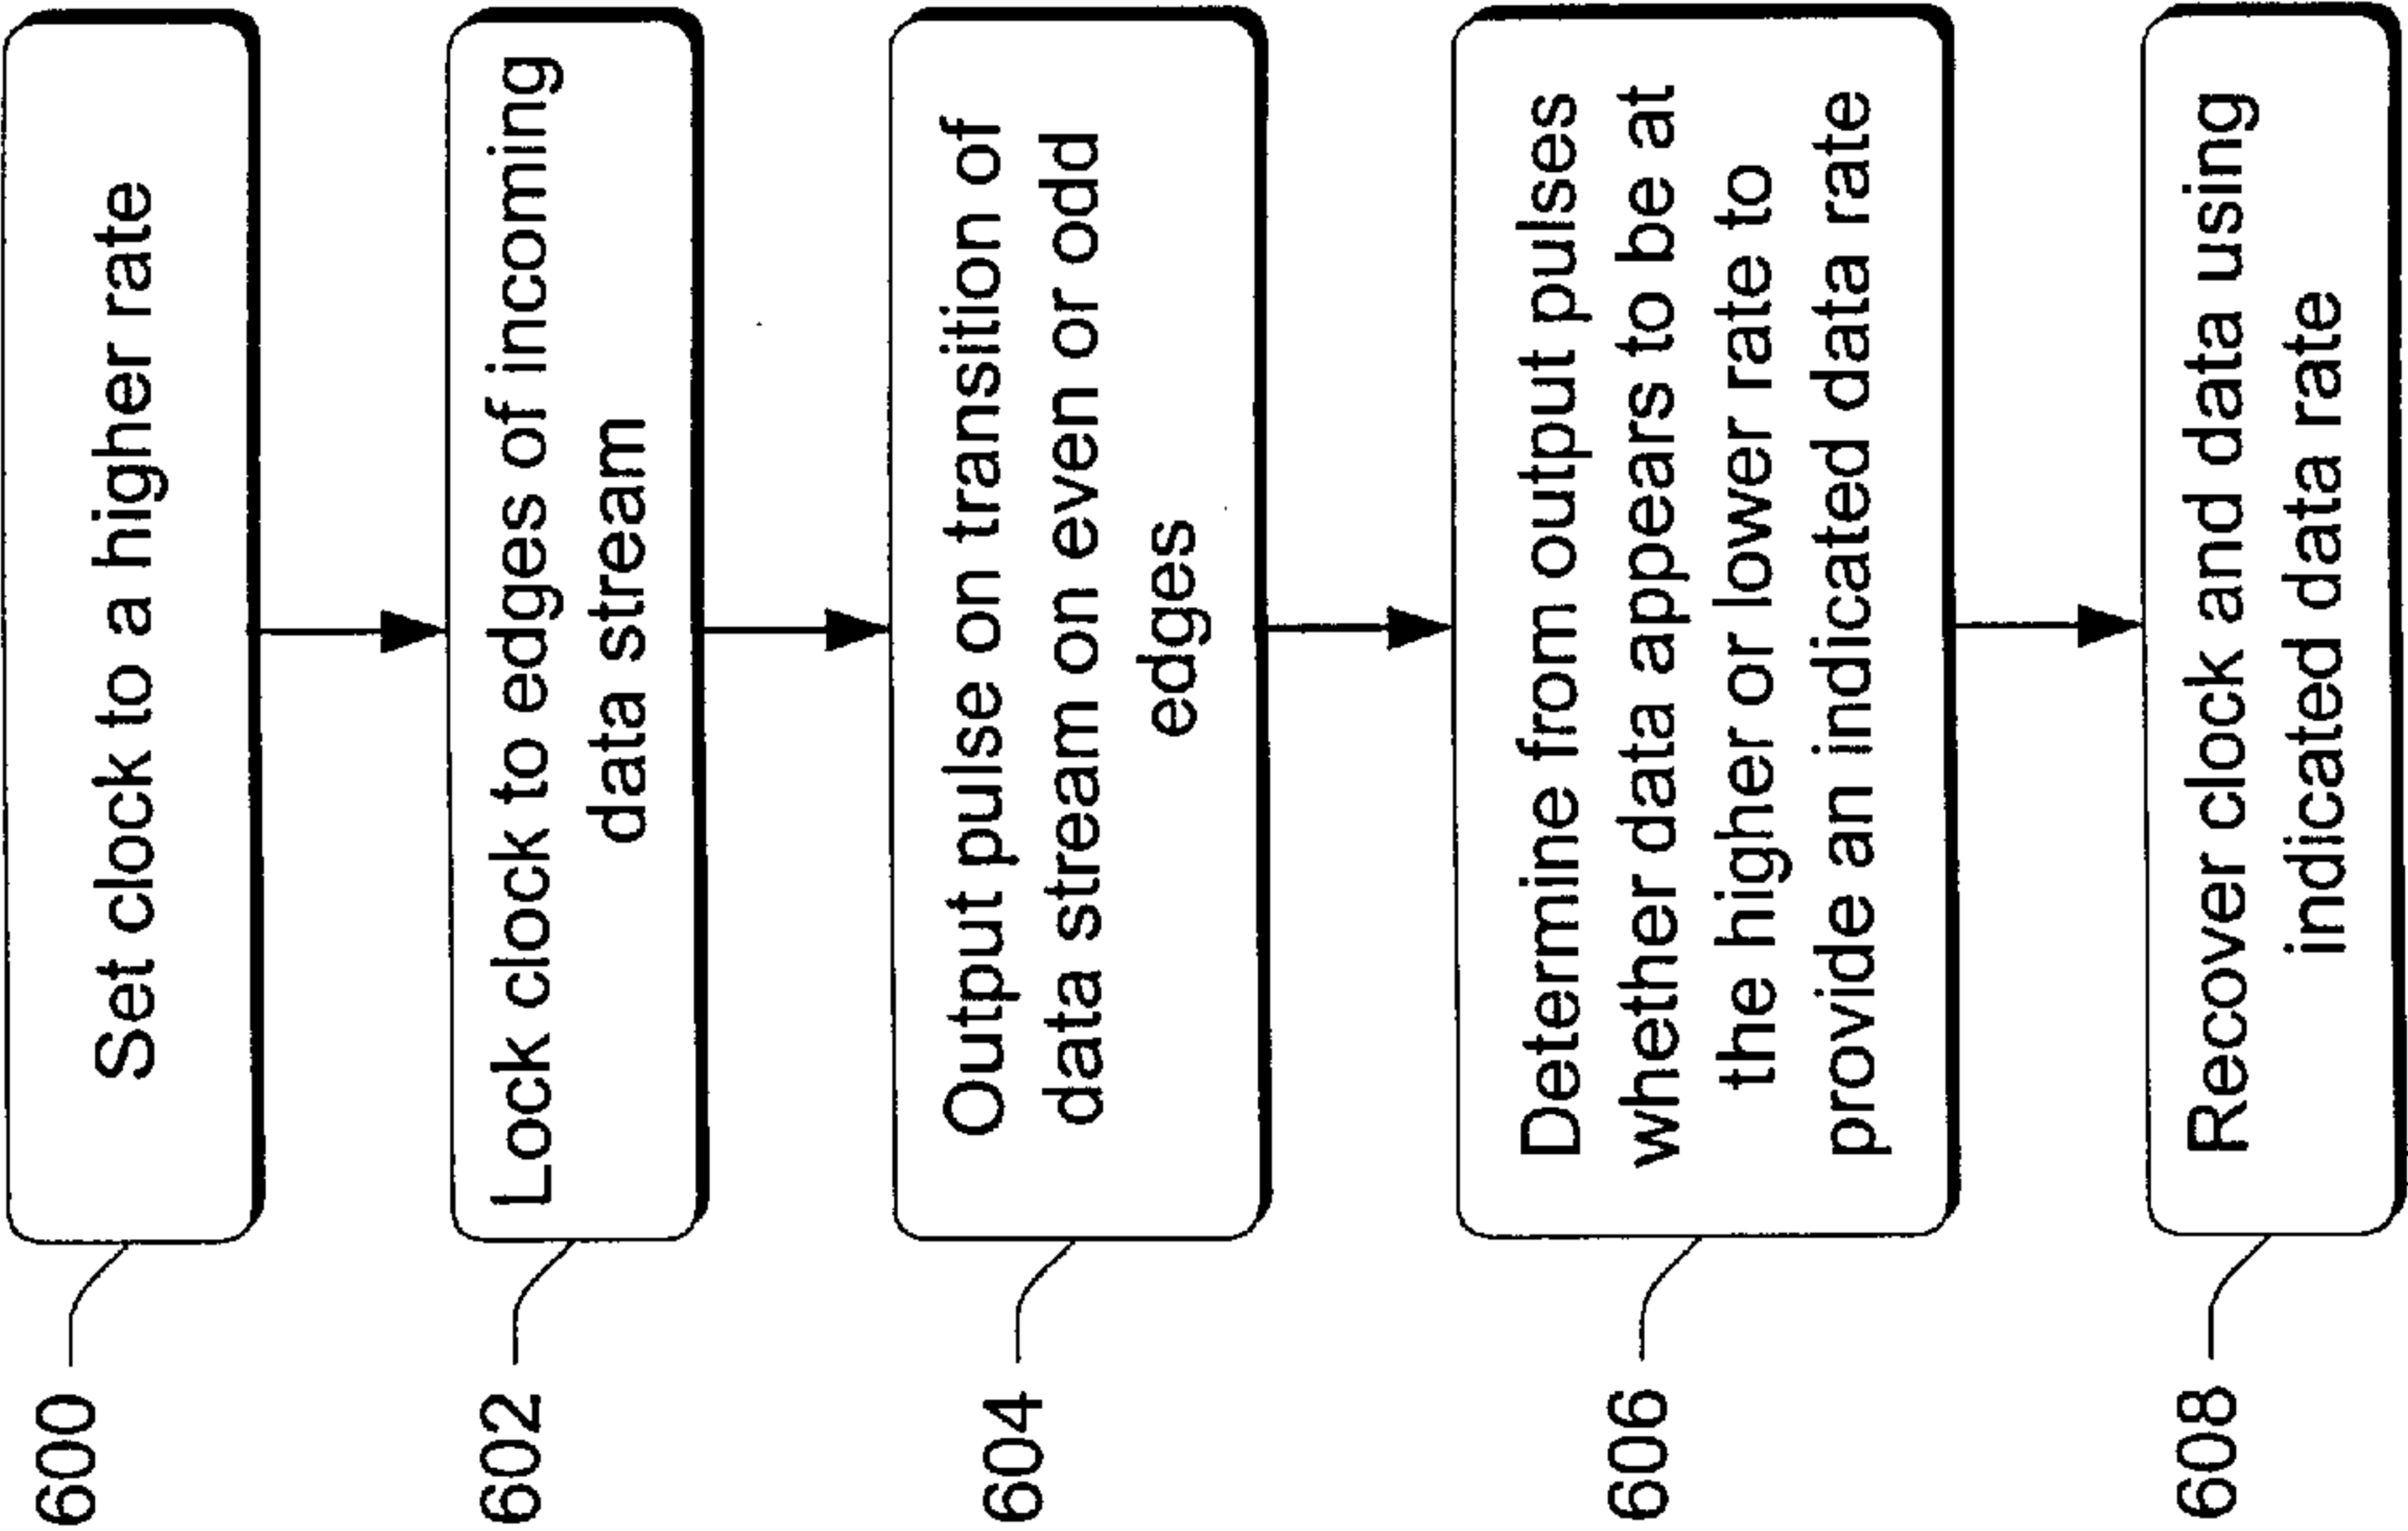 600
Set clock to a higher rate
602
Lock clock to edges of incoming
data stream
604
Output pulse on transition of
data stream on even or odd
edges
606
Determine from output pulses
whether data appears to be at
the higher or lower rate to
provide an indicated data rate
608
Recover clock and data using
indicated data rate